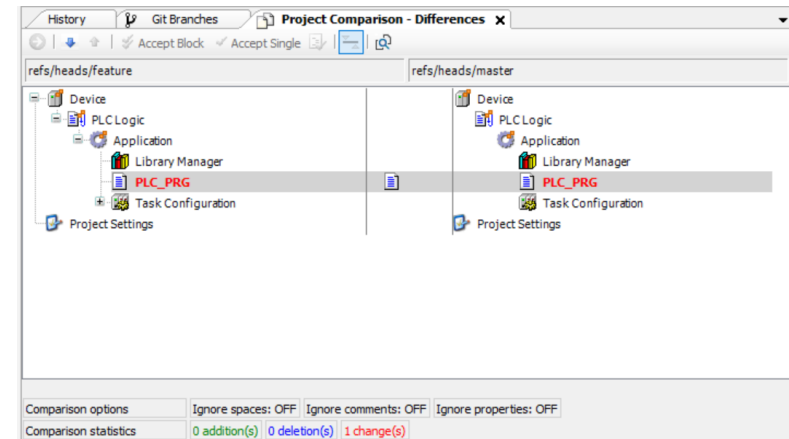 History Git Branches Project Comparison - Differences X
Accept Block Accept Single
refs/heads/feature refs/heads/master
Device Device
PLC Logic PLC Logic
Application Application
Library Manager Library Manager
PLC_PRG PLC_PRG
Task Configuration Task Configuration
Project Settings Project Settings
Comparison options Ignore spaces: OFF Ignore comments: OFF Ignore properties: OFF
Comparison statistics 0 addition(s) 0 deletion(s) 1 change(s)